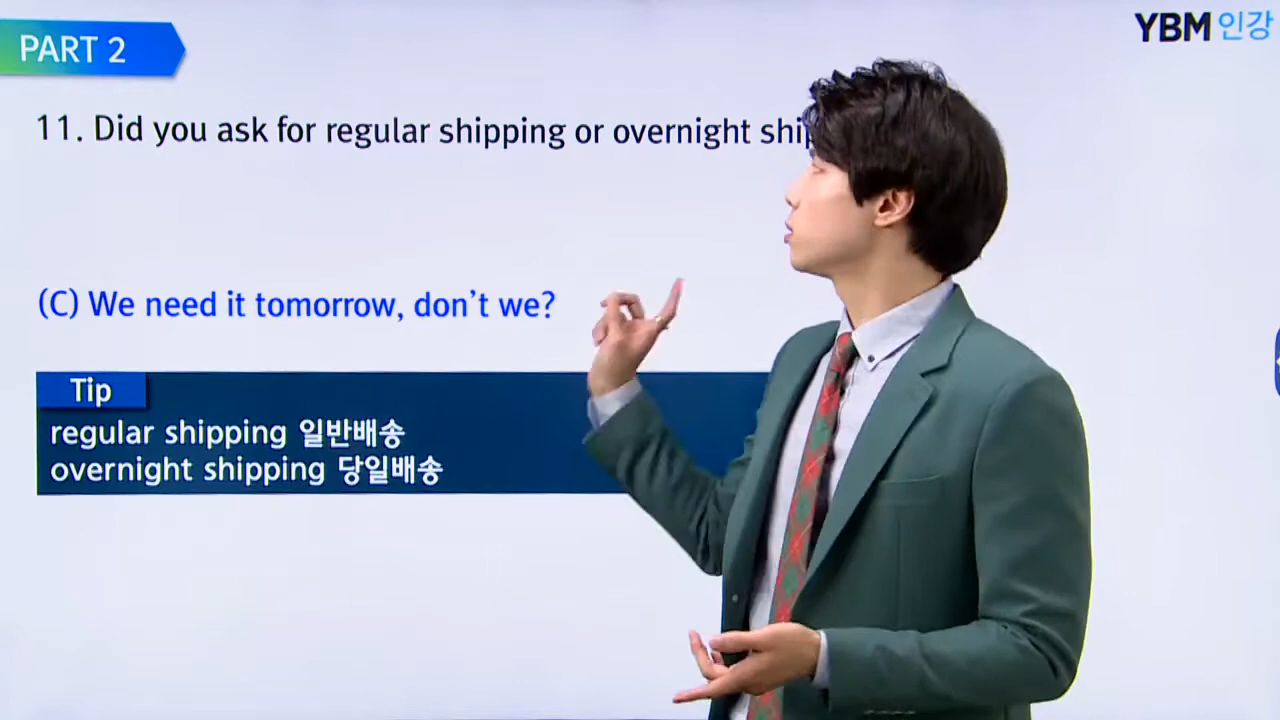 PART 2
YBM 인강
11. Did you ask for regular shipping or overnight
(C) We need it tomorrow, don't we?
Tip
regular shipping 일반배송
overnight shipping 당일배송